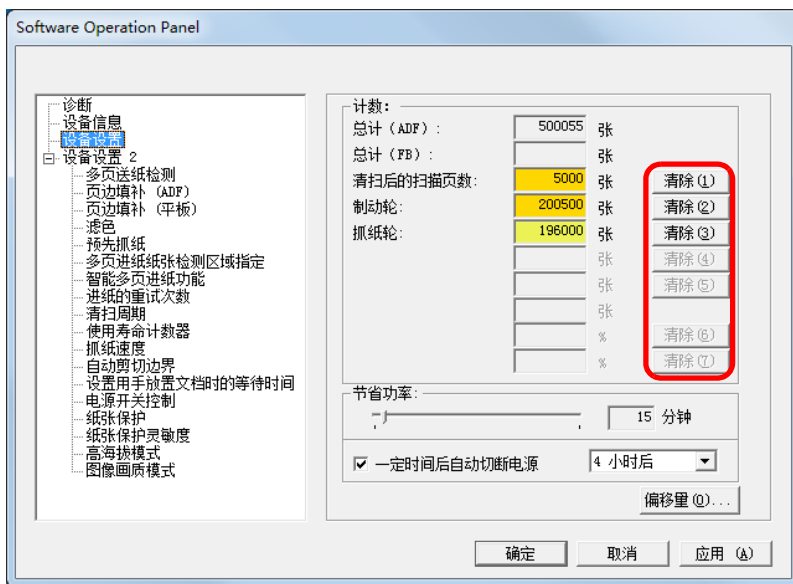 Software Operation Panel
诊断
设备信息
设备设置
设备设置 2
多页送纸检测
页边填补 (ADF)
页边填补 (平板)
滤色
预先抓纸
多页进纸纸张检测区域指定
智能多页进纸功能
进纸的重试次数
清扫周期
使用寿命计数器
抓纸速度
自动剪切边界
设置用手放置文档时的等待时间
电源开关控制
纸张保护
纸张保护灵敏度
高海拔模式
图像画质模式
计数:
总计 (ADF) : 500055 张
总计 (FB) : 张
清扫后的扫描页数: 5000 张 清除(1)
制动轮: 200500 张 清除(2)
抓纸轮: 196000 张 清除(3)
张 清除(4)
张 清除(5)
张
% 清除(6)
% 清除(7)
节省功率:
15 分钟
一定时间后自动切断电源 4 小时后
偏移量(O)...
确定 取消 应用 (A)